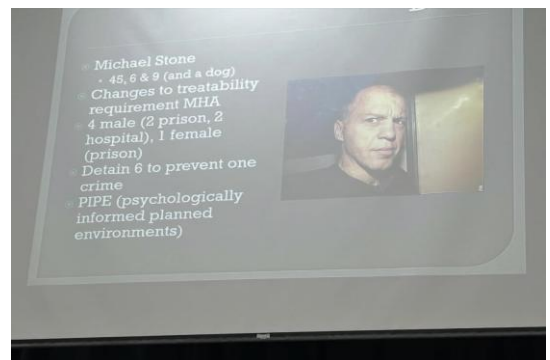 Michael Stone
• 45, 6 & 9 (and a dog)
Changes to treatability
requirement MHA
4 male (2 prison, 2
hospital), 1 female
(prison)
Detain 6 to prevent one
crime
PIPE (psychologically
informed planned
environments)